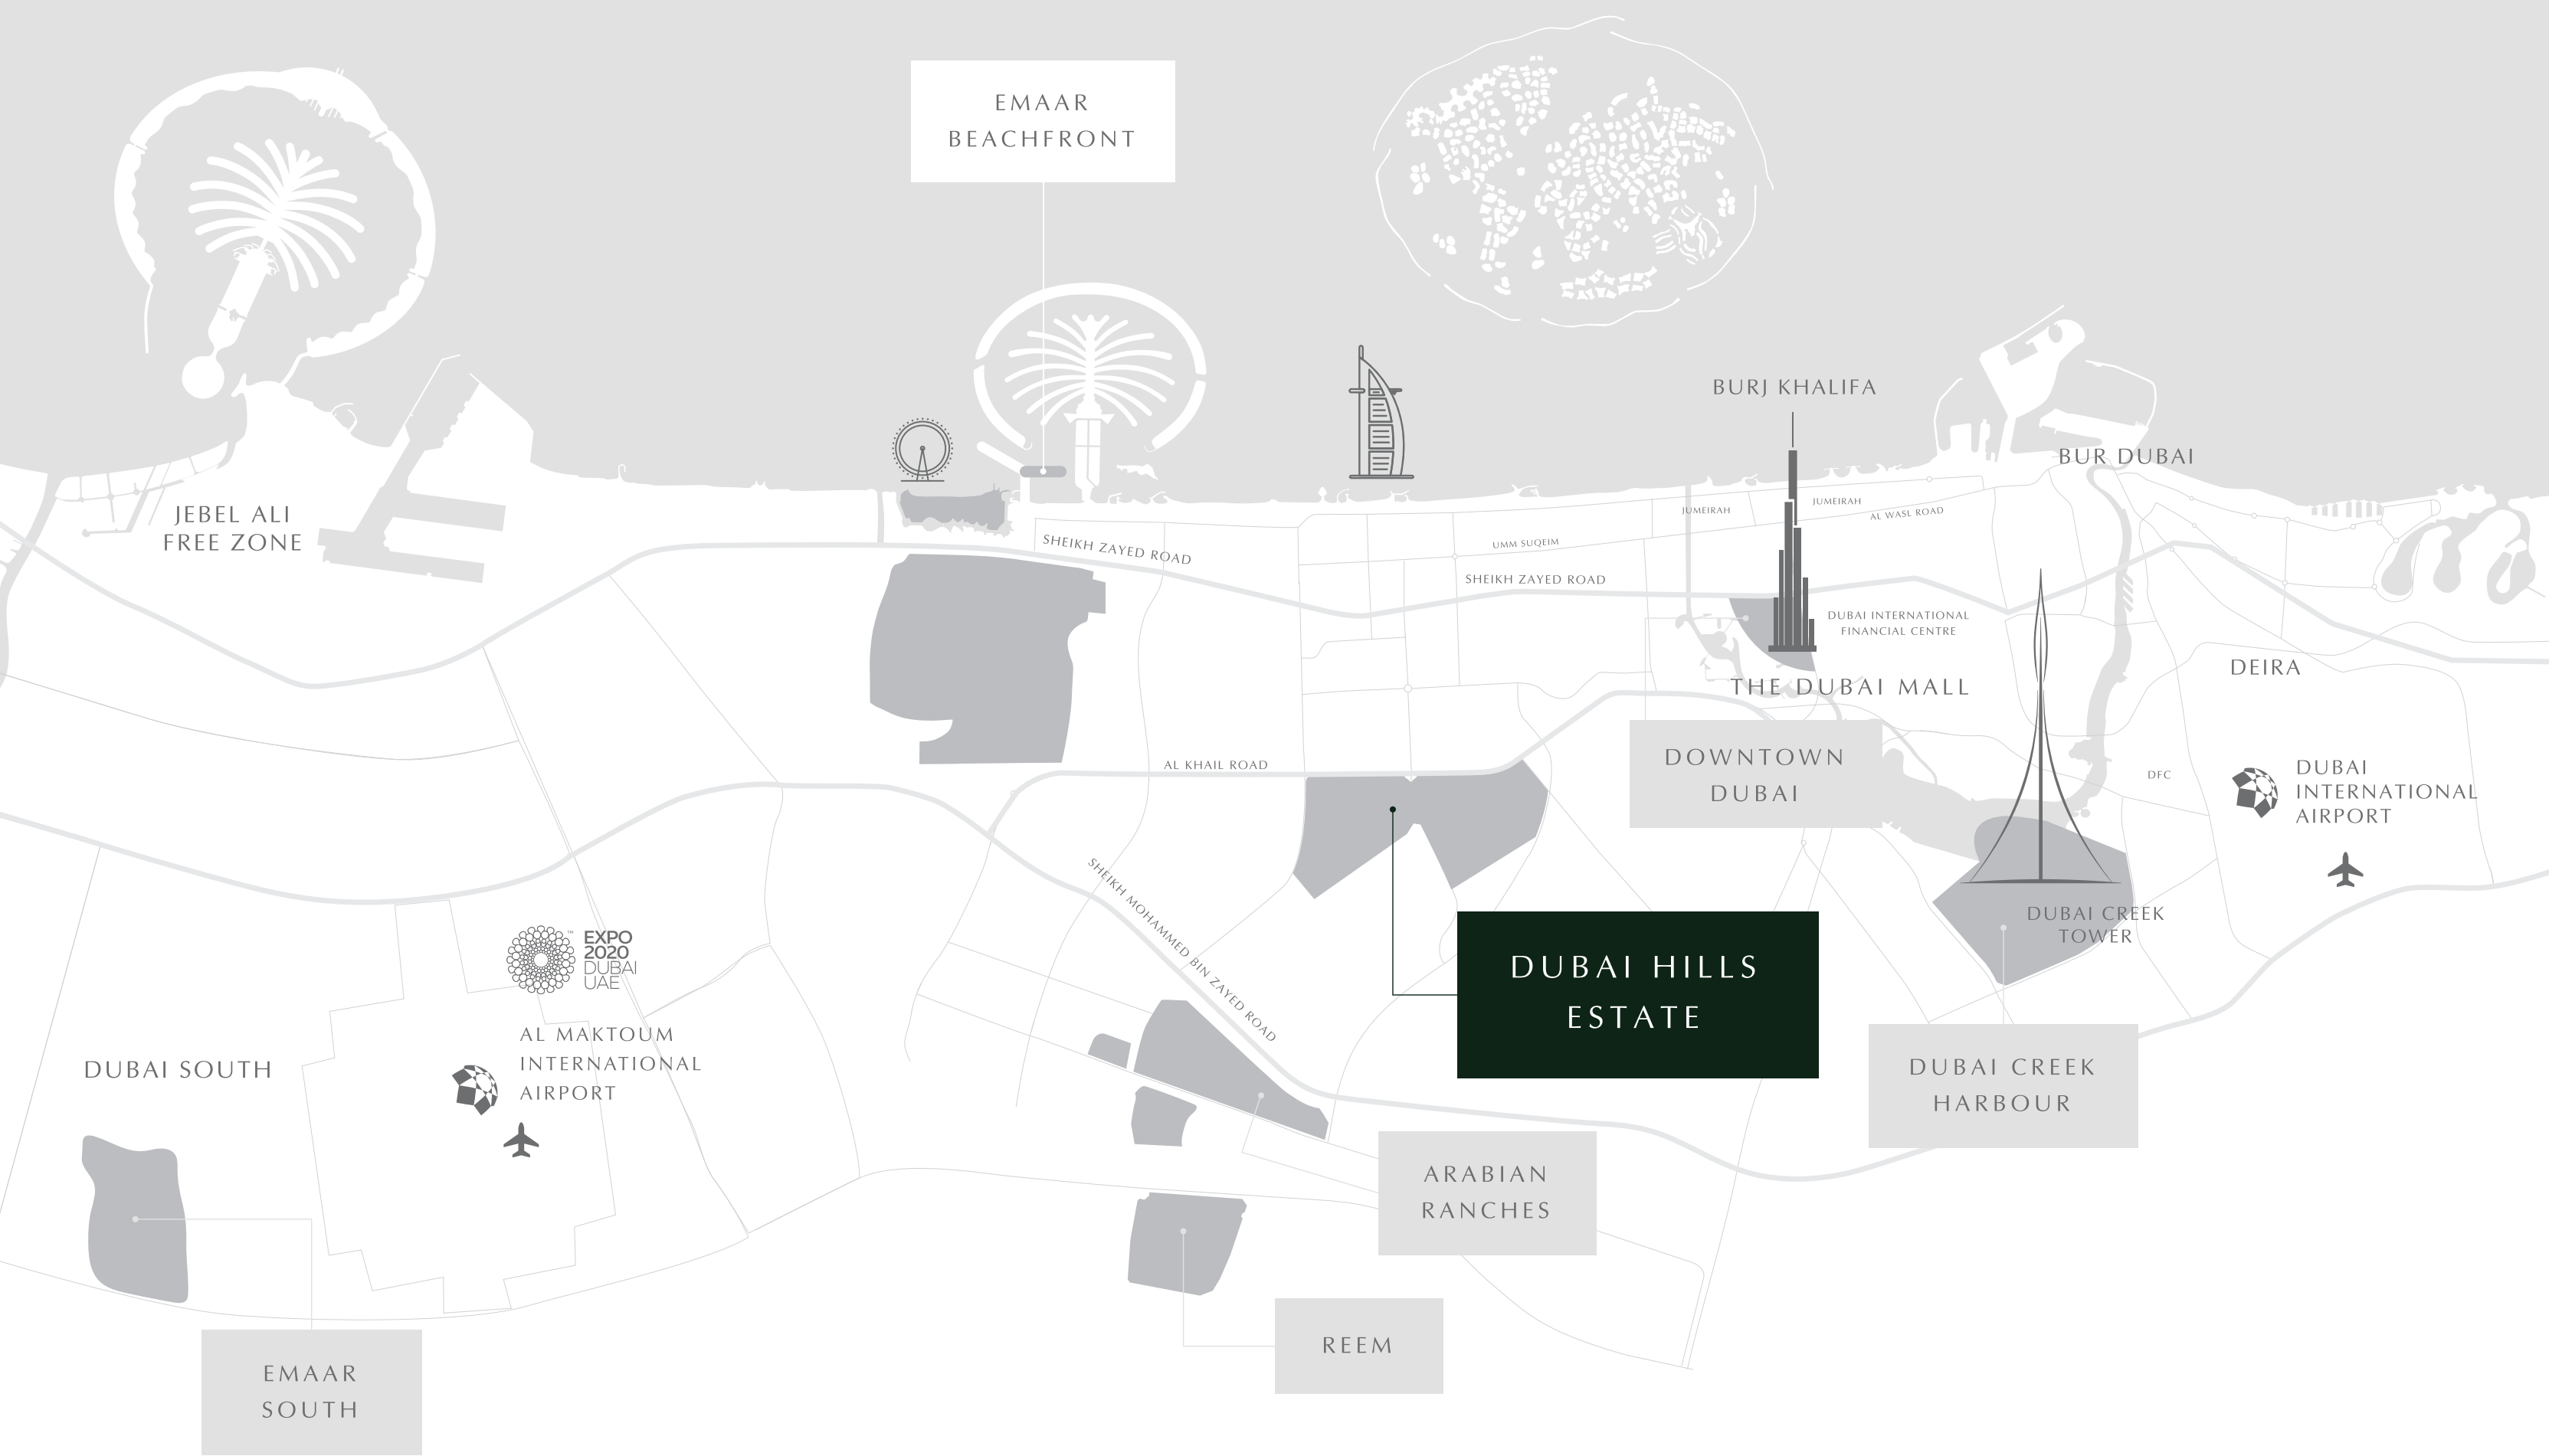 EMAAR
BEACHFRONT
BURJ KHALIFA
BUR DUBAI
JEBEL ALI
FREE ZONE
JUMEIRAH
JUMEIRAH
AL WASL ROAD
SHEIKH ZAYED ROAD
UMM SUQEIM
SHEIKH ZAYED ROAD
DUBAI INTERNATIONAL
FINANCIAL CENTRE
DEIRA
THE DUBAI MALL
DOWNTOWN
DUBAI
AL KHAIL ROAD
DFC
DUBAI
INTERNATIONAL
AIRPORT
SHEIKH MOHAMMED BIN ZAYED ROAD
DUBAI CREEK
TOWER
EXPO
2020
DUBAI
UAE
™
DUBAI HILLS
ESTATE
AL MAKTOUM
INTERNATIONAL
AIRPORT
DUBAI SOUTH
DUBAI CREEK
HARBOUR
ARABIAN
RANCHES
REEM
EMAAR
SOUTH